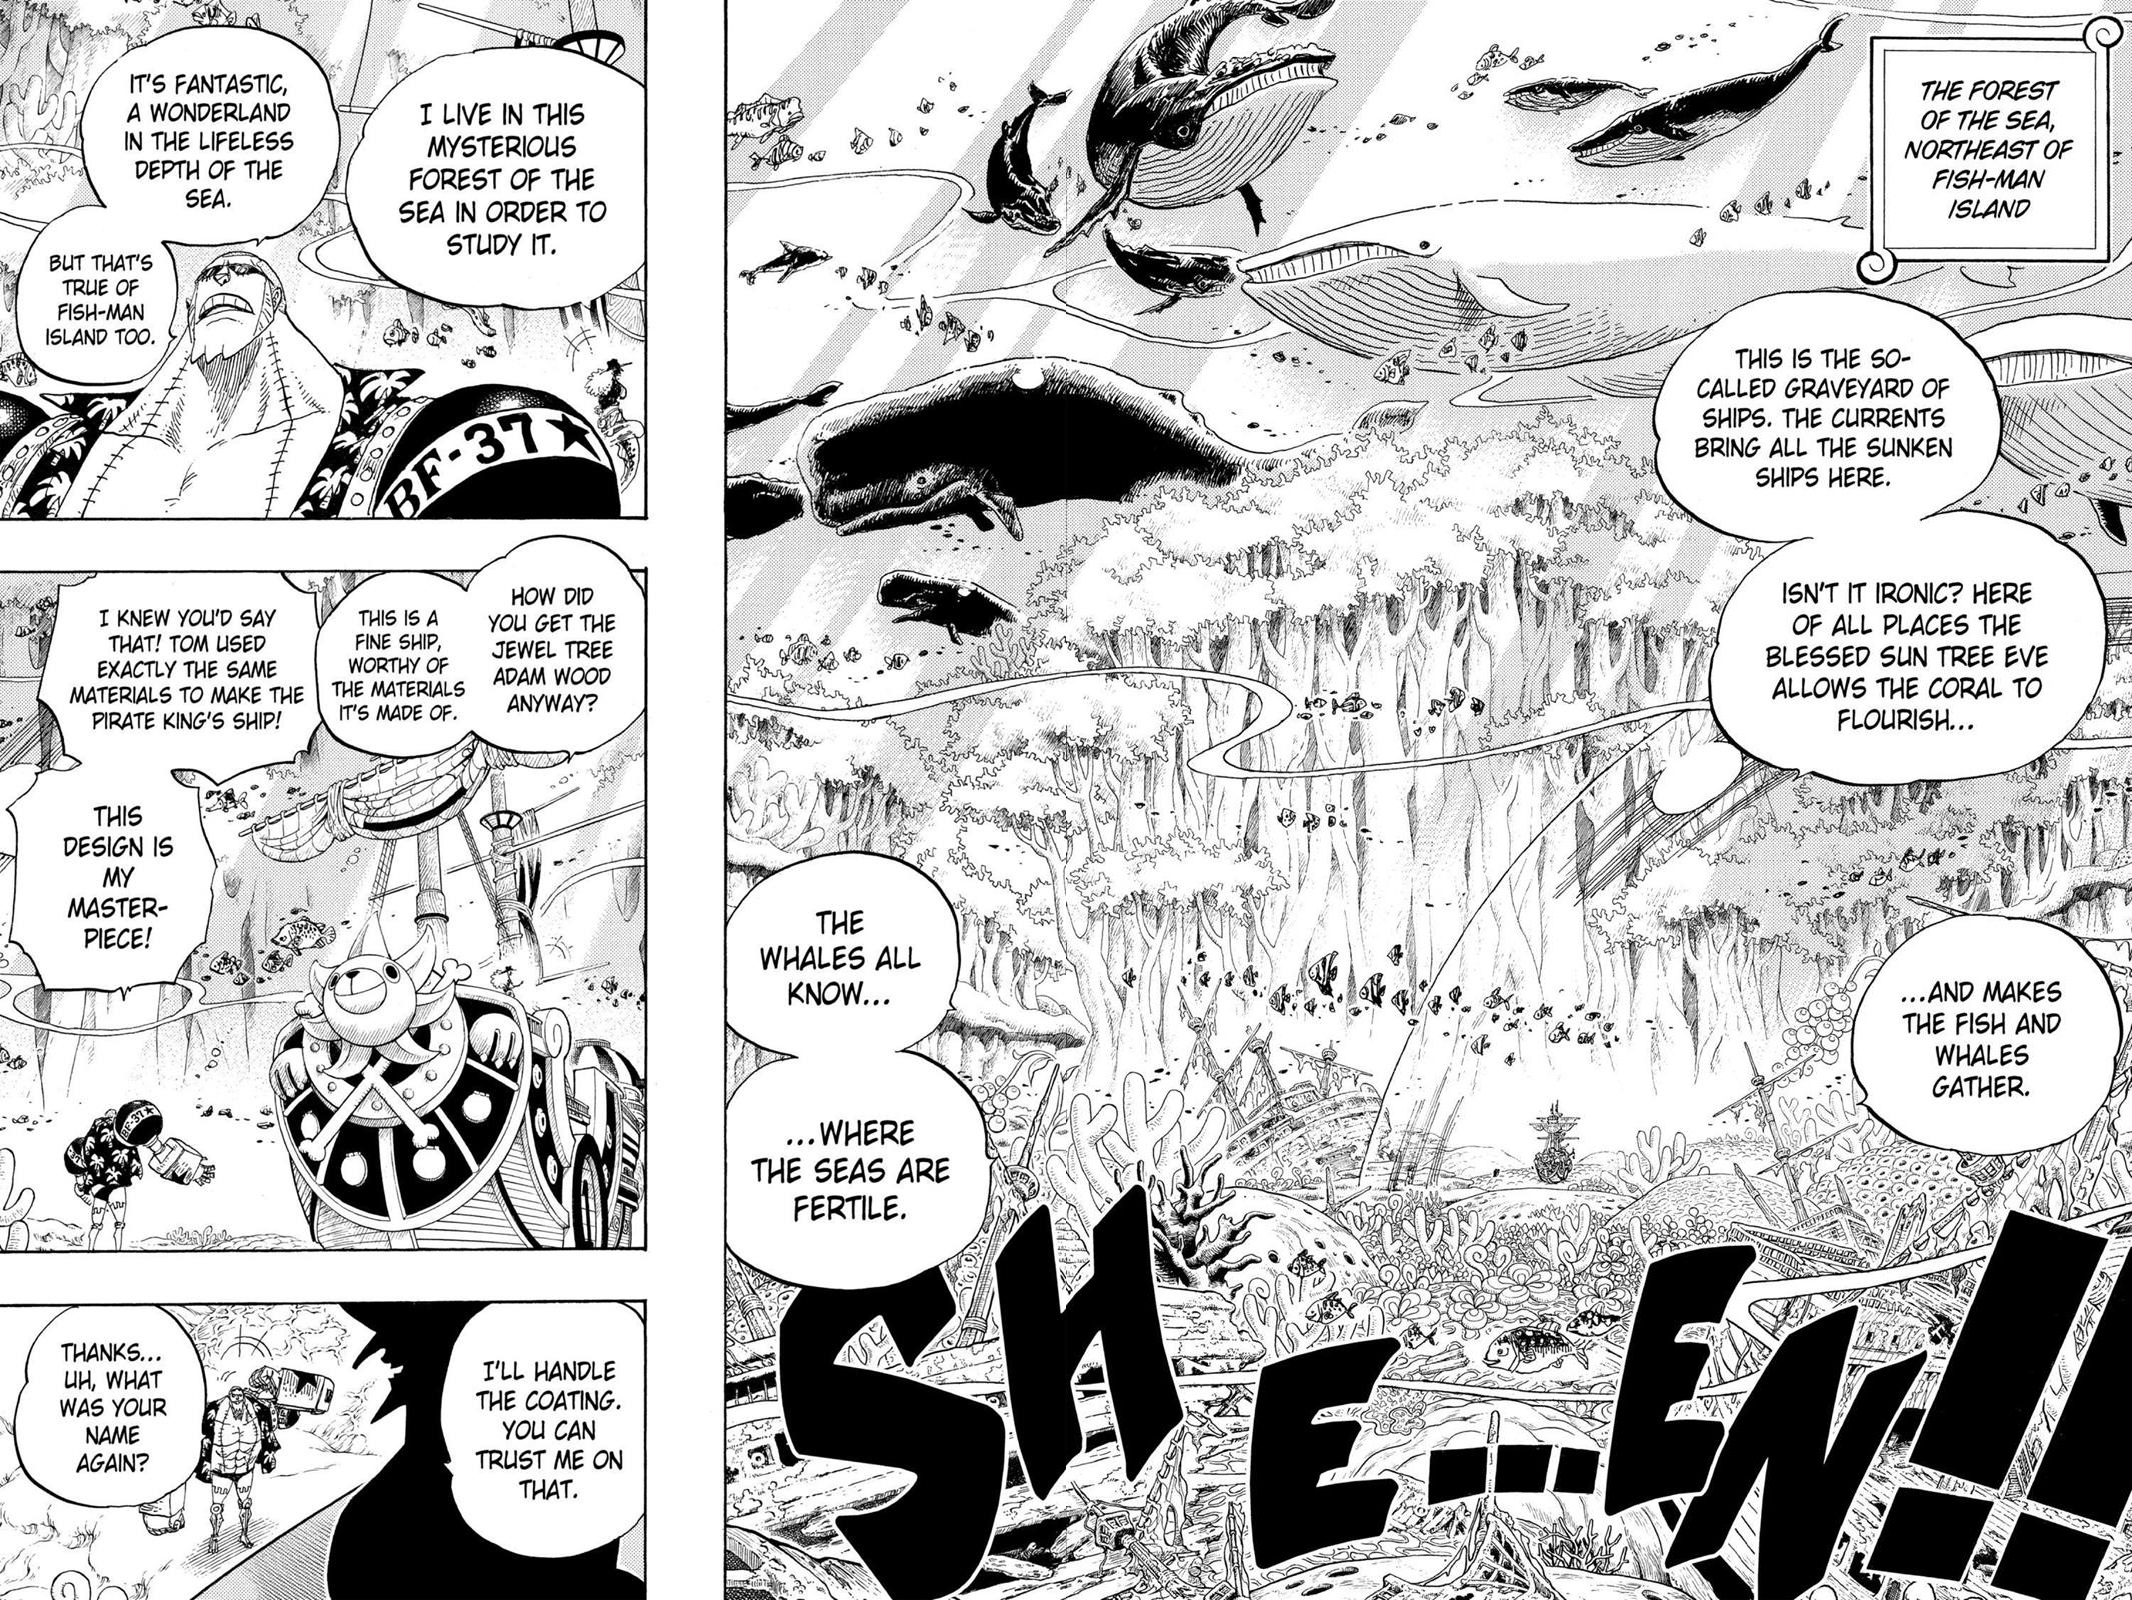 THE FOREST
OF THE SEA,
NORTHEAST OF
FISH-MAN
ISLAND
THIS IS THE SO-
CALLED GRAVEYARD OF
SHIPS. THE CURRENTS
BRING ALL THE SUNKEN
SHIPS HERE.
ISN'T IT IRONIC? HERE
OF ALL PLACES THE
BLESSED SUN TREE EVE
ALLOWS THE CORAL TO
FLOURISH...
...AND MAKES
THE FISH AND
WHALES
GATHER.
THE
WHALES ALL
KNOW...
...WHERE
THE SEAS ARE
FERTILE.
SHE...EN!!
I LIVE IN THIS
MYSTERIOUS
FOREST OF THE
SEA IN ORDER TO
STUDY IT.
IT'S FANTASTIC,
A WONDERLAND
IN THE LIFELESS
DEPTH OF THE
SEA.
BUT THAT'S
TRUE OF
FISH-MAN
ISLAND TOO.
BF-37★
HOW DID
YOU GET THE
JEWEL TREE
ADAM WOOD
ANYWAY?
THIS IS A
FINE SHIP,
WORTHY OF
THE MATERIALS
IT'S MADE OF.
I KNEW YOU'D SAY
THAT! TOM USED
EXACTLY THE SAME
MATERIALS TO MAKE THE
PIRATE KING'S SHIP!
THIS
DESIGN IS
MY
MASTER-
PIECE!
BF-37★
I'LL HANDLE
THE COATING.
YOU CAN
TRUST ME ON
THAT.
THANKS...
UH, WHAT
WAS YOUR
NAME
AGAIN?